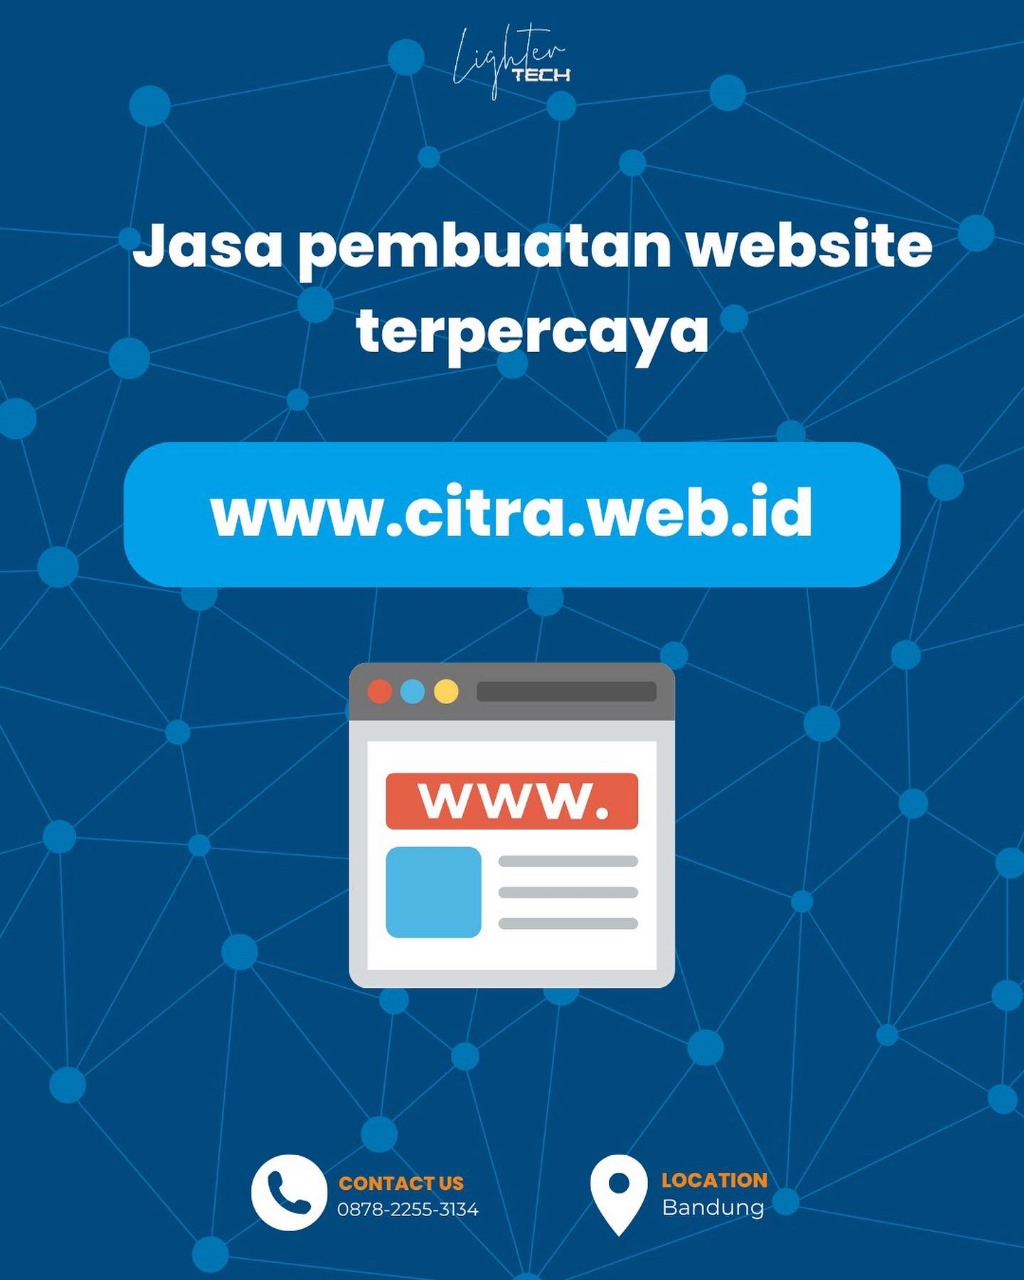 Lighter
TECH
Jasa pembuatan website
terpercaya
www.citra.web.id
www.
CONTACT US
0878-2255-3134
LOCATION
Bandung